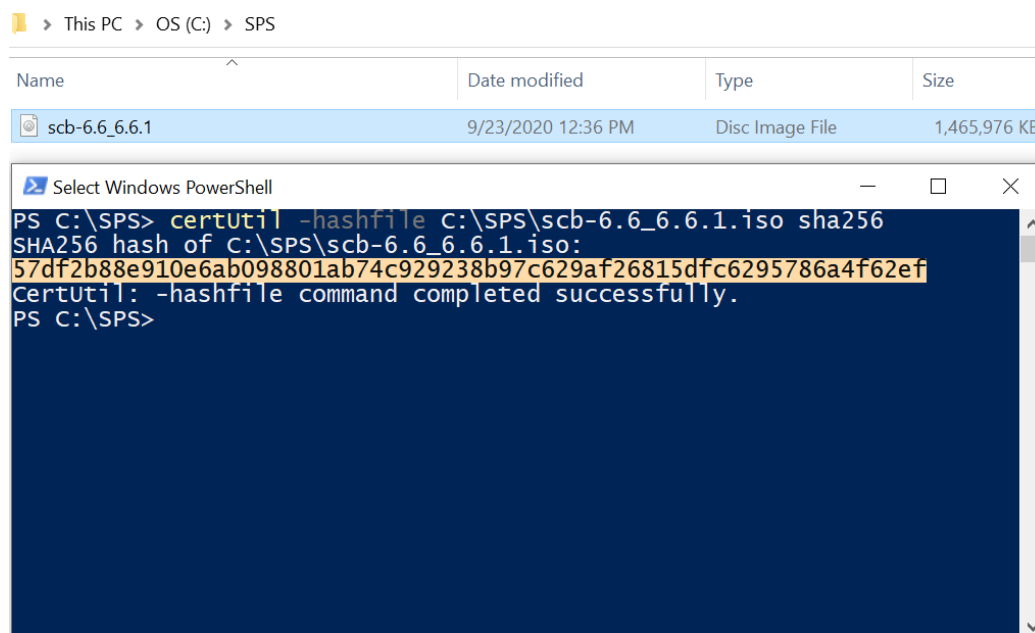 This PC > OS (C:) > SPS
Name Date modified Type Size
scb-6.6_6.6.1 9/23/2020 12:36 PM Disc Image File 1,465,976 KB
Select Windows PowerShell
PS C:\SPS> certUtil -hashfile C:\SPS\scb-6.6_6.6.1.iso sha256
SHA256 hash of C:\SPS\scb-6.6_6.6.1.iso:
57df2b88e910e6ab098801ab74c929238b97c629af26815dfc6295786a4f62ef
CertUtil: -hashfile command completed successfully.
PS C:\SPS>